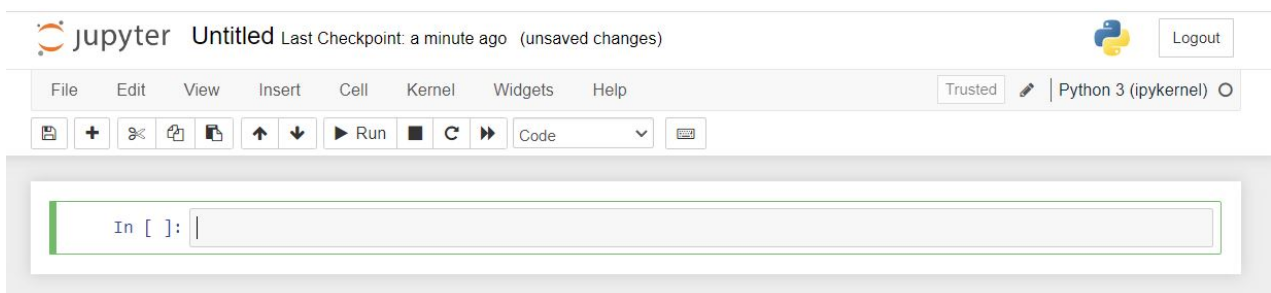 jupyter Untitled Last Checkpoint: a minute ago (unsaved changes) Logout
File Edit View Insert Cell Kernel Widgets Help Trusted Python 3 (ipykernel)
Run Code
In [ ]: